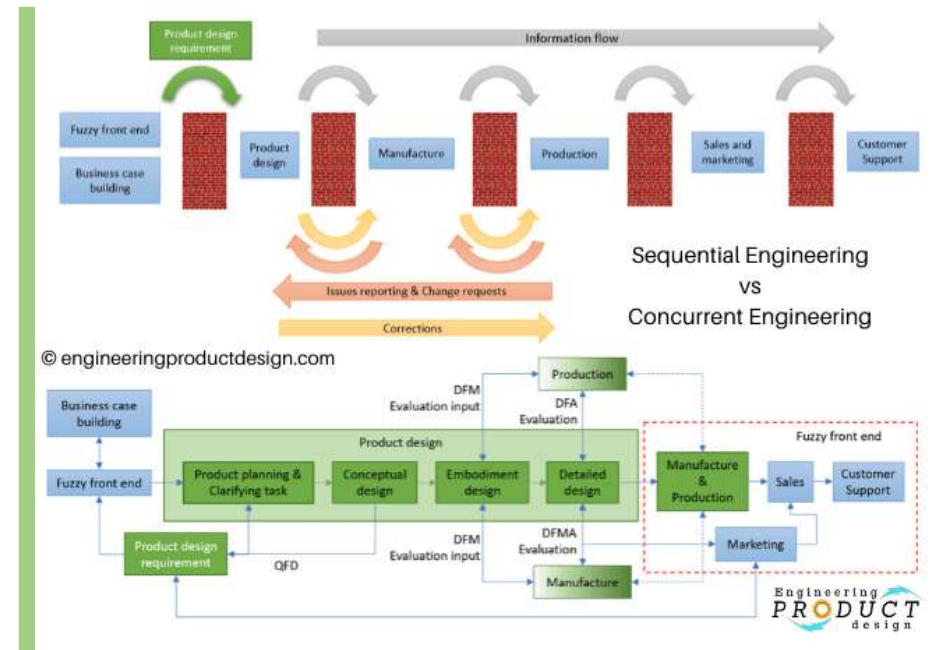 Product design
requirement
Information flow
Fuzzy front end
Business case
building
Product
design
Manufacture
Production
Sales and
marketing
Customer
Support
Issues reporting & Change requests
Corrections
Sequential Engineering
vs
Concurrent Engineering
© engineeringproductdesign.com
Business case
building
Fuzzy front end
Product design
requirement
Product design
Product planning &
Clarifying task
Conceptual
design
Embodiment
design
Detailed
design
QFD
DFM
Evaluation input
DFA
Evaluation
Production
DFM
Evaluation input
DFMA
Evaluation
Manufacture
Fuzzy front end
Manufacture
&
Production
Sales
Customer
Support
Marketing
Engineering
PRODUCT
design